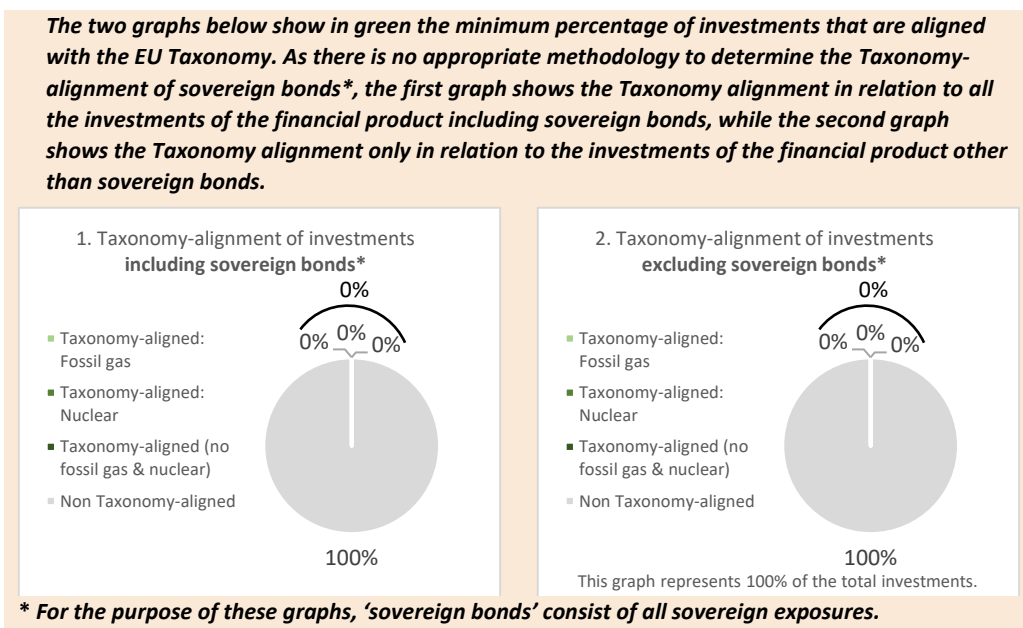 The two graphs below show in green the minimum percentage of investments that are aligned
with the EU Taxonomy. As there is no appropriate methodology to determine the Taxonomy-
alignment of sovereign bonds*, the first graph shows the Taxonomy alignment in relation to all
the investments of the financial product including sovereign bonds, while the second graph
shows the Taxonomy alignment only in relation to the investments of the financial product other
than sovereign bonds.
1. Taxonomy-alignment of investments
including sovereign bonds*
0%
0%
0%
0%
Taxonomy-aligned:
Fossil gas
Taxonomy-aligned:
Nuclear
Taxonomy-aligned (no
fossil gas & nuclear)
Non Taxonomy-aligned
100%
2. Taxonomy-alignment of investments
excluding sovereign bonds*
0%
0%
0%
0%
Taxonomy-aligned:
Fossil gas
Taxonomy-aligned:
Nuclear
Taxonomy-aligned (no
fossil gas & nuclear)
Non Taxonomy-aligned
100%
This graph represents 100% of the total investments.
* For the purpose of these graphs, ‘sovereign bonds’ consist of all sovereign exposures.